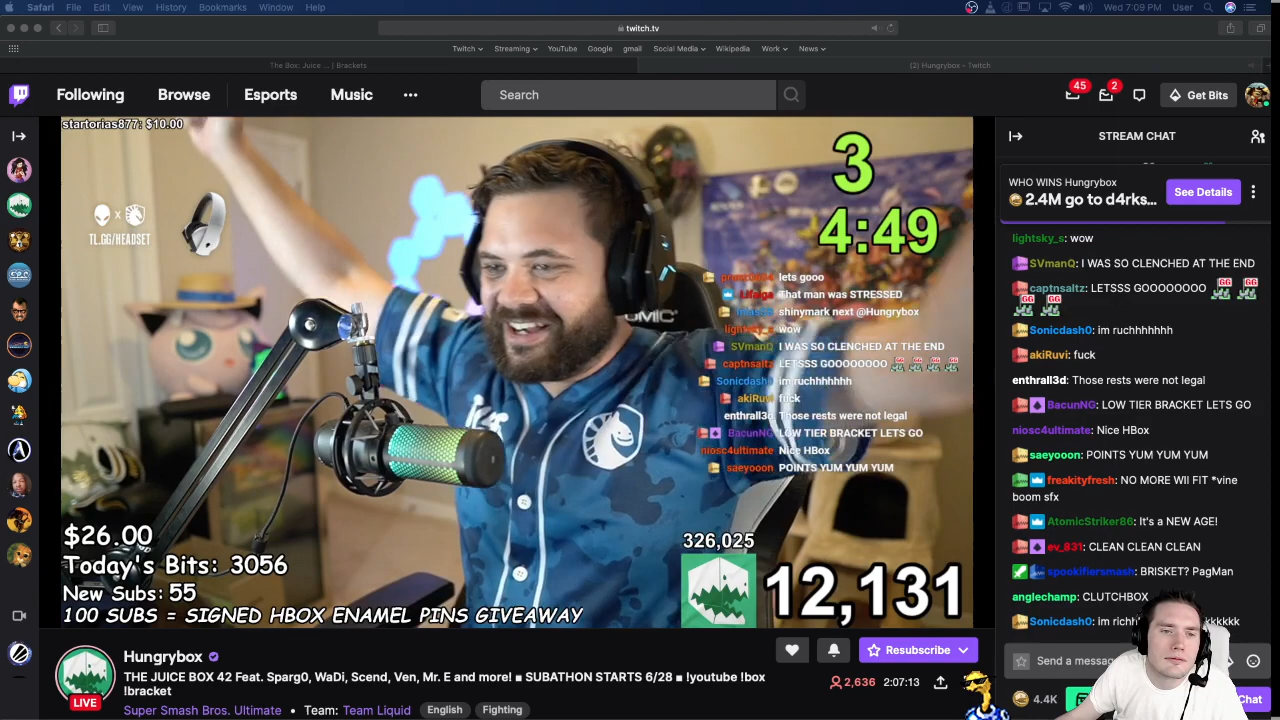 Safari File Edit View History Bookmarks Window Help
Wed 7:09 PM User
twitch.tv
Twitch Streaming YouTube Google gmail Social Media Wikipedia Work News
The Box: Juice ... | Brackets
(2) Hungrybox - Twitch
Following Browse Esports Music
Search
45
2
Get Bits
startorias877: $10.00
TL.GG/HEADSET
3
4:49
lets gooo
That man was STRESSED
shinymark next @Hungrybox
lightsky_s wow
SVmanQ I WAS SO CLENCHED AT THE END
captnsaltz LETSSS GOOOOOOOO
Sonicdash0 im ruchhhhhhh
akiRuvi
enthrall3d Those rests were not legal
BacunNG LOW TIER BRACKET LETS GO
niosc4ultimate Nice HBox
saeyooon POINTS YUM YUM YUM
$26.00
Today's Bits: 3056
New Subs: 55
100 SUBS = SIGNED HBOX ENAMEL PINS GIVEAWAY
326,025
12,131
STREAM CHAT
WHO WINS Hungrybox
2.4M go to d4rks...
See Details
lightsky_s: wow
SVmanQ: I WAS SO CLENCHED AT THE END
captnsaltz: LETSSS GOOOOOOOO
GG GG
GG GG
Sonicdash0: im ruchhhhhhh
akiRuvi: fuck
enthrall3d: Those rests were not legal
BacunNG: LOW TIER BRACKET LETS GO
niosc4ultimate: Nice HBox
saeyooon: POINTS YUM YUM YUM
freakityfresh: NO MORE WII FIT *vine
boom sfx
AtomicStriker86: It's a NEW AGE!
ev_831: CLEAN CLEAN CLEAN
spookifiersmash: BRISKET? PagMan
anglechamp: CLUTCHBOX
Sonicdash0: im
Send a
4.4K
Chat
Hungrybox
Resubscribe
THE JUICE BOX 42 Feat. Sparg0, WaDi, Scend, Ven, Mr. E and more! ■ SUBATHON STARTS 6/28 ■ !youtube !box
!bracket
2,636
2:07:13
LIVE
Super Smash Bros. Ultimate • Team: Team Liquid English Fighting